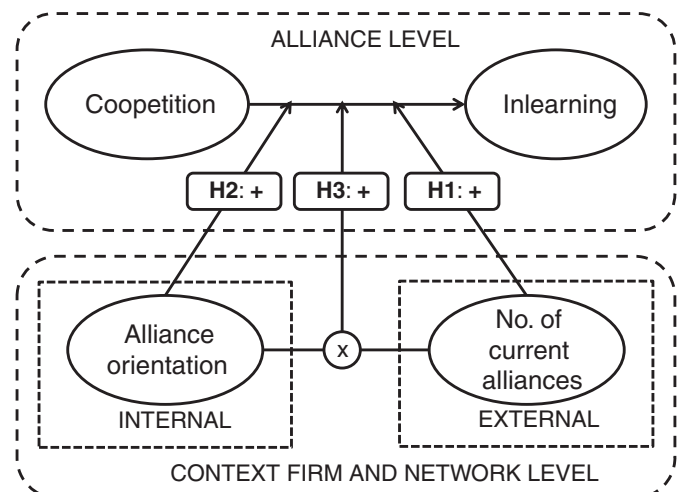 ALLIANCE LEVEL
Coopetition
Inlearning
H2: +
H3: +
H1: +
Alliance
orientation
x
No. of
current
alliances
INTERNAL
EXTERNAL
CONTEXT FIRM AND NETWORK LEVEL